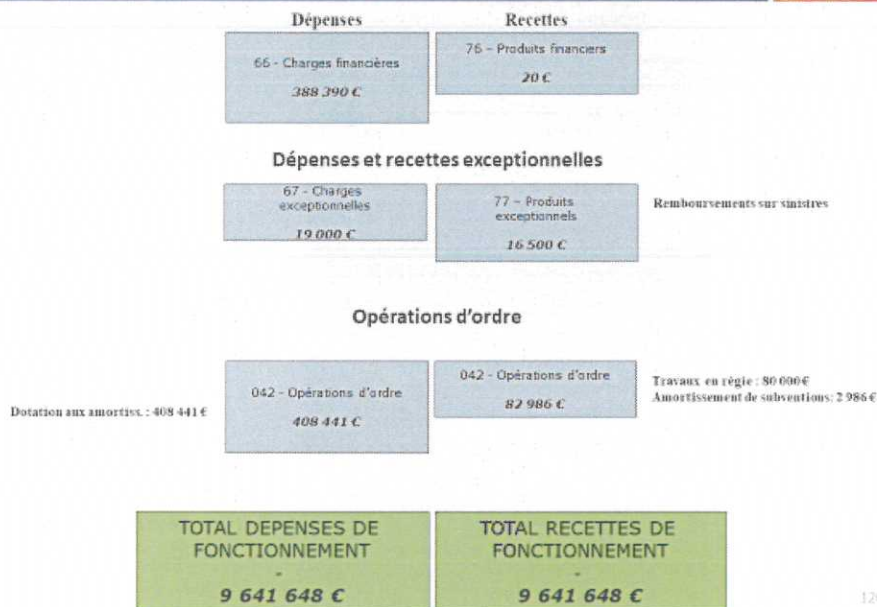 Dépenses
Recettes
66 - Charges financières
388 390 €
76 - Produits financiers
20 €
Dépenses et recettes exceptionnelles
67 - Charges
exceptionnelles
19 000 €
77 - Produits
exceptionnels
16 500 €
Remboursements sur sinistres
Opérations d'ordre
Dotation aux amortiss. : 408 441 €
042 - Opérations d'ordre
408 441 €
042 - Opérations d'ordre
82 986 €
Travaux en régie : 80 000 €
Amortissement de subventions: 2 986 €
TOTAL DEPENSES DE
FONCTIONNEMENT
-
9 641 648 €
TOTAL RECETTES DE
FONCTIONNEMENT
-
9 641 648 €